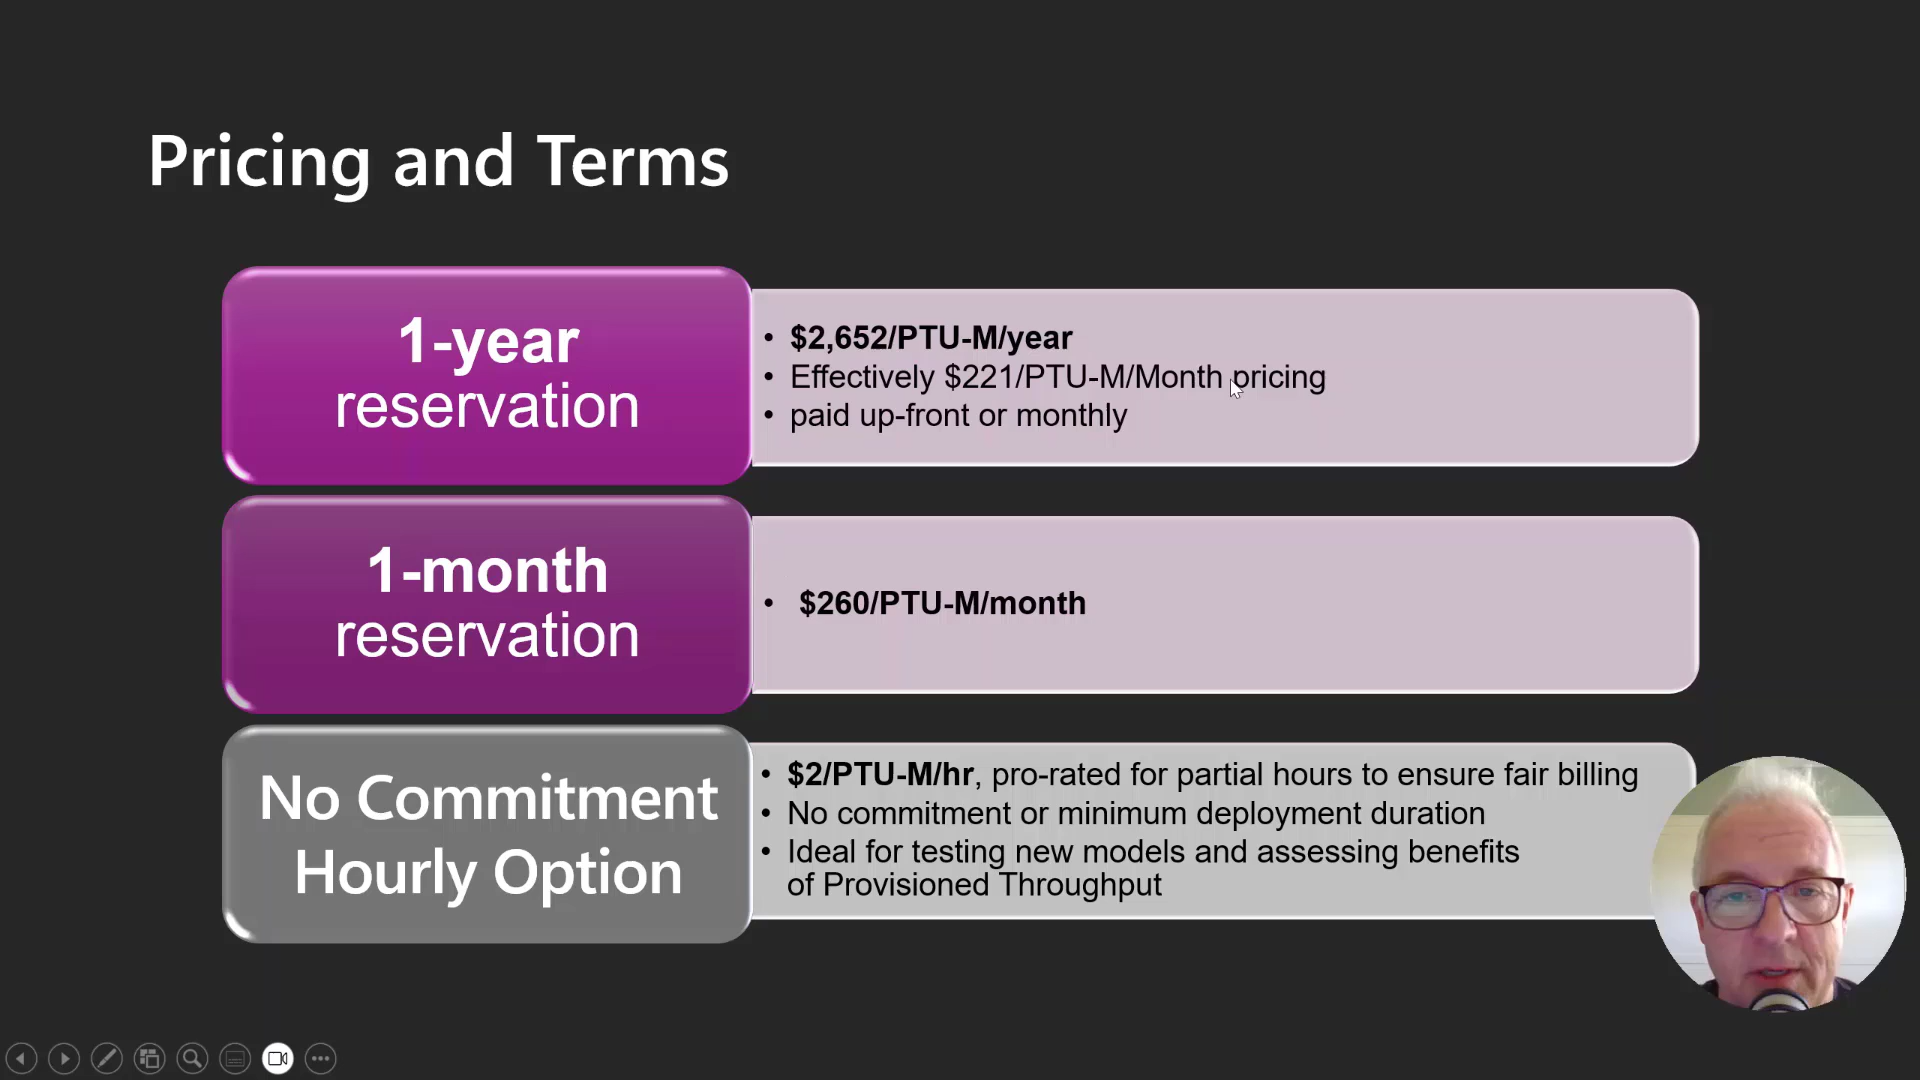 Pricing and Terms
1-year
reservation
• $2,652/PTU-M/year
• Effectively $221/PTU-M/Month pricing
• paid up-front or monthly
1-month
reservation
• $260/PTU-M/month
No Commitment
Hourly Option
• $2/PTU-M/hr, pro-rated for partial hours to ensure fair billing
• No commitment or minimum deployment duration
• Ideal for testing new models and assessing benefits
of Provisioned Throughput